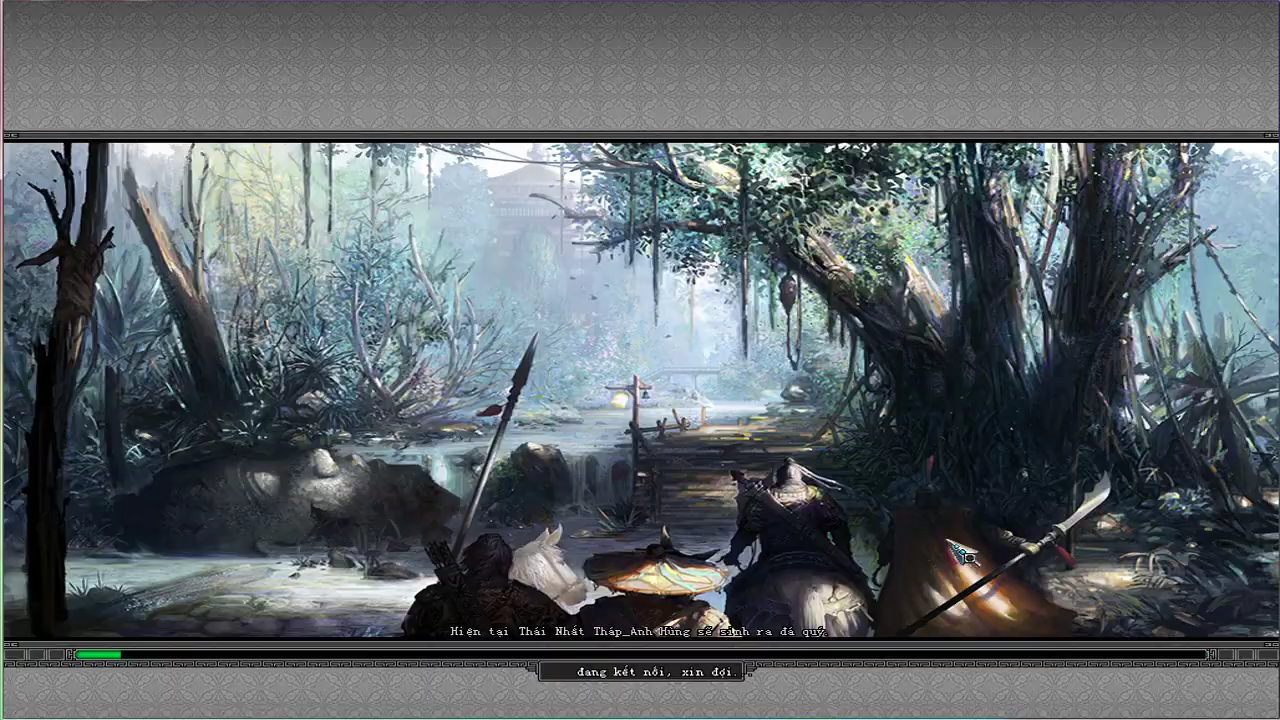 Hiện tại Thái Nhất Tháp_Anh Hùng sẽ sinh ra đá quý.
đang kết nối, xin đợi.